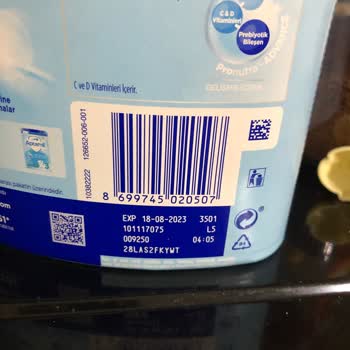 C & D
Vitaminleri
Prebiyotik
Bileşen
Pronutra
ADVANCE
C ve D Vitaminleri İçerir.
Aptamil
10382222 126652-006-001
8 699745 020507
EXP 18-08-2023 3501
101117075 L5
009250 04:05
28LAS2FKYWT